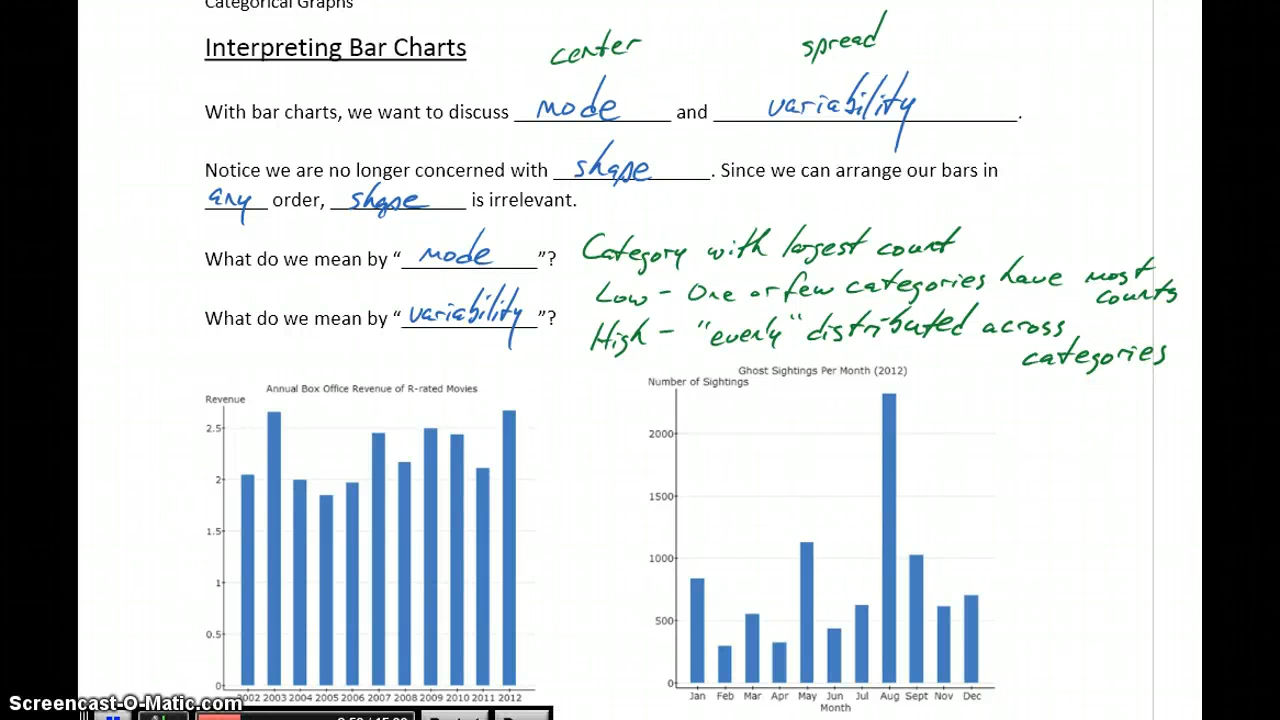 Categorical Graphs
Interpreting Bar Charts
center
spread
With bar charts, we want to discuss mode and variability.
Notice we are no longer concerned with shape. Since we can arrange our bars in
any order, shape is irrelevant.
What do we mean by “mode”? Category with largest count
Low - One or few categories have most
counts
What do we mean by “variability”?
High - "evenly" distributed across
categories
Annual Box Office Revenue of R-rated Movies
Revenue
2.5
2
1.5
1
0.5
0
2002 2003 2004 2005 2006 2007 2008 2009 2010 2011 2012
Ghost Sightings Per Month (2012)
Number of Sightings
2000
1500
1000
500
0
Jan Feb Mar Apr May Jun Jul Aug Sept Nov Dec
Month
Screencast-O-Matic.com